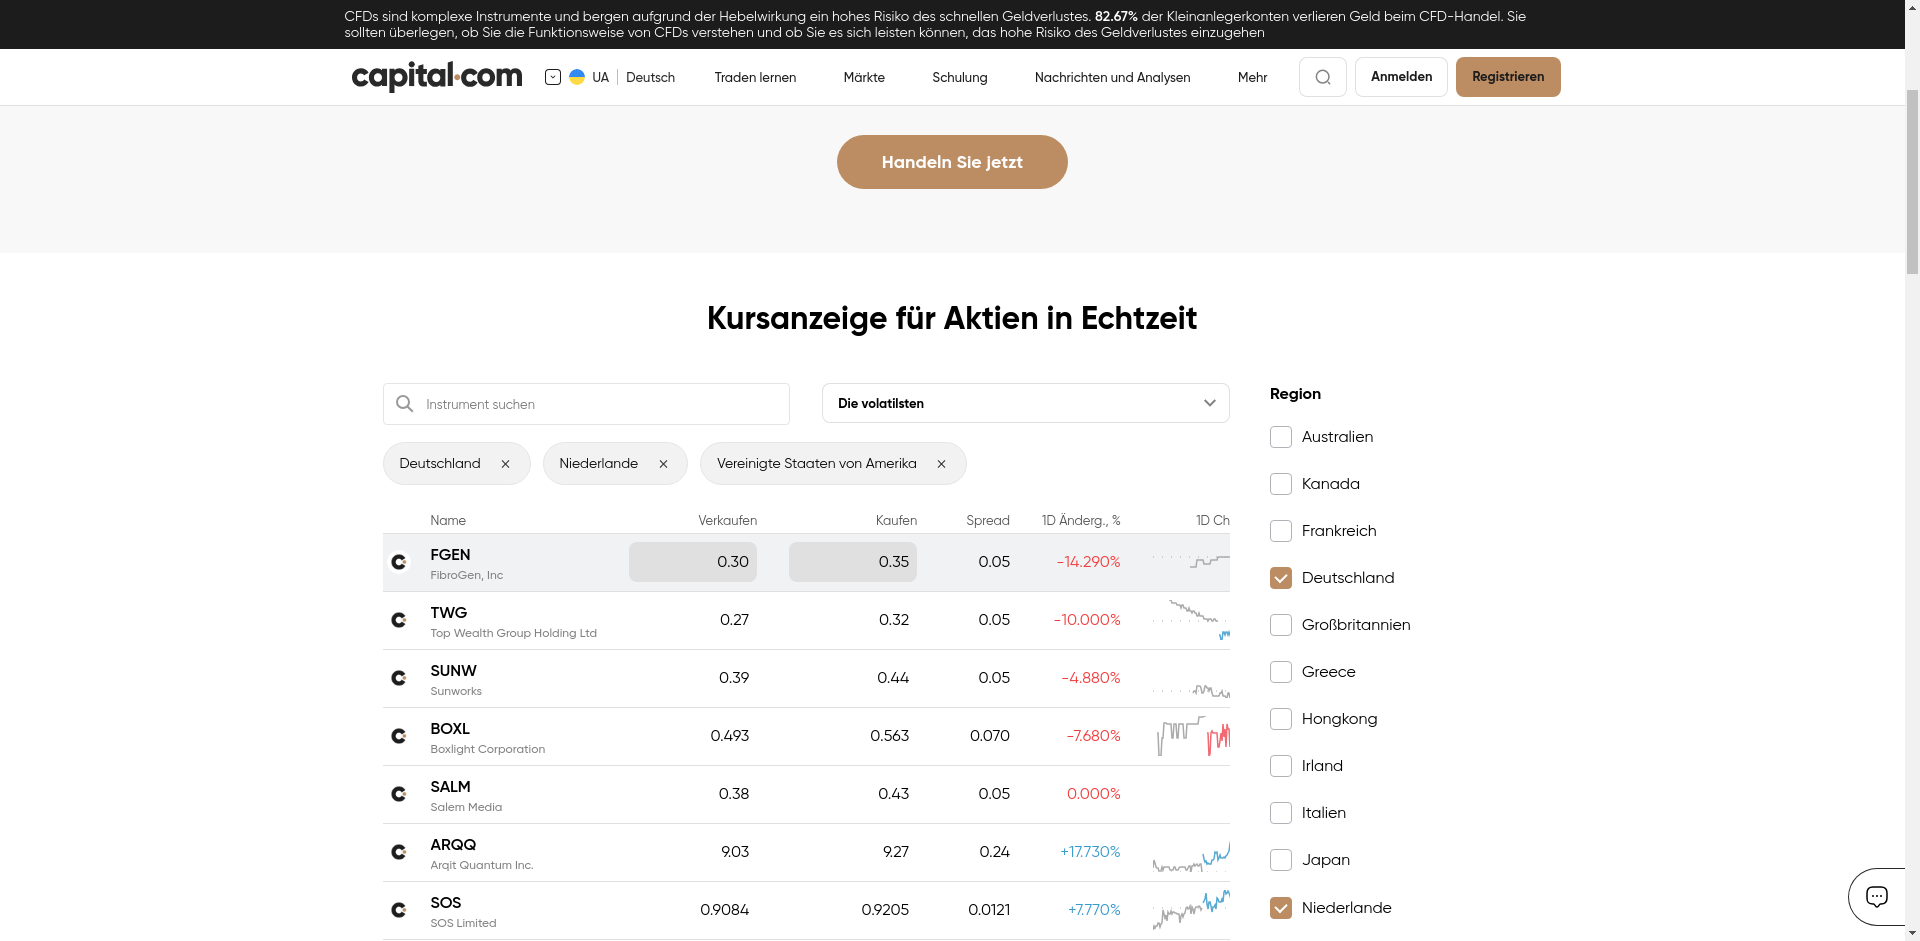 CFDs sind komplexe Instrumente und bergen aufgrund der Hebelwirkung ein hohes Risiko des schnellen Geldverlustes. 82.67% der Kleinanlegerkonten verlieren Geld beim CFD-Handel. Sie
sollten überlegen, ob Sie die Funktionsweise von CFDs verstehen und ob Sie es sich leisten können, das hohe Risiko des Geldverlustes einzugehen
capital.com UA Deutsch Traden lernen Märkte Schulung Nachrichten und Analysen Mehr Anmelden Registrieren
Handeln Sie jetzt
Kursanzeige für Aktien in Echtzeit
Instrument suchen
Die volatilsten
Deutschland
Niederlande
Vereinigte Staaten von Amerika
Name Verkaufen Kaufen Spread 1D Änderg., % 1D Ch
FGEN 0.30 0.35 0.05 -14.290%
FibroGen, Inc
TWG 0.27 0.32 0.05 -10.000%
Top Wealth Group Holding Ltd
SUNW 0.39 0.44 0.05 -4.880%
Sunworks
BOXL 0.493 0.563 0.070 -7.680%
Boxlight Corporation
SALM 0.38 0.43 0.05 0.000%
Salem Media
ARQQ 9.03 9.27 0.24 +17.730%
Arqit Quantum Inc.
SOS 0.9084 0.9205 0.0121 +7.770%
SOS Limited
Region
Australien
Kanada
Frankreich
Deutschland
Großbritannien
Greece
Hongkong
Irland
Italien
Japan
Niederlande